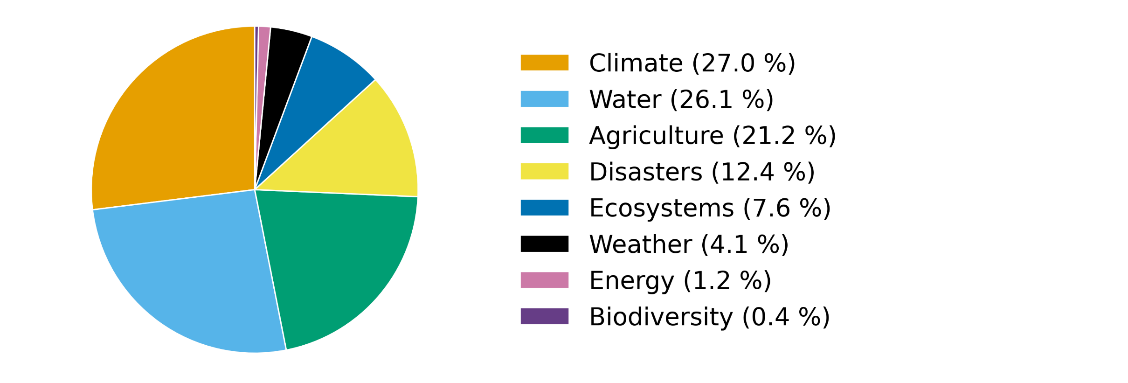 Climate (27.0 %)
Water (26.1 %)
Agriculture (21.2 %)
Disasters (12.4 %)
Ecosystems (7.6 %)
Weather (4.1 %)
Energy (1.2 %)
Biodiversity (0.4 %)